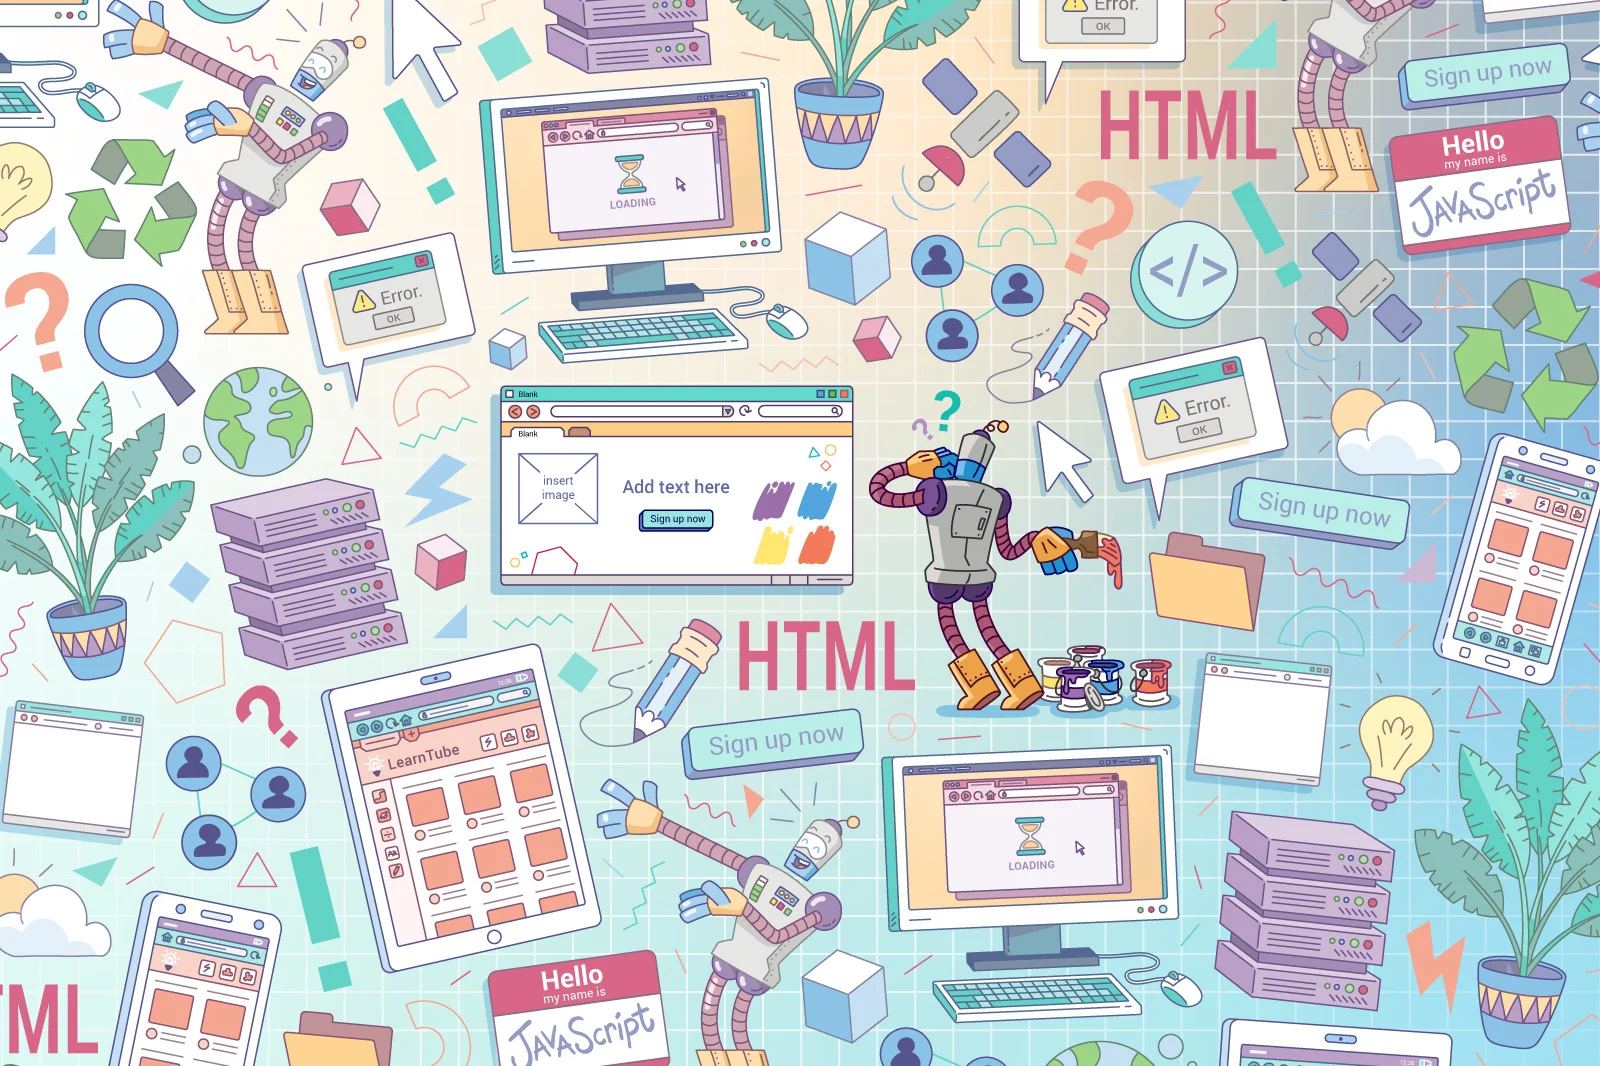 Error.
OK
HTML
Sign up now
Hello
my name is
JAVAScript
LOADING
Error.
OK
Error.
OK
Blank
Blank
insert
image
Add text here
Sign up now
Sign up now
HTML
Sign up now
LearnTube
LOADING
Hello
my name is
JAVAScript
TML